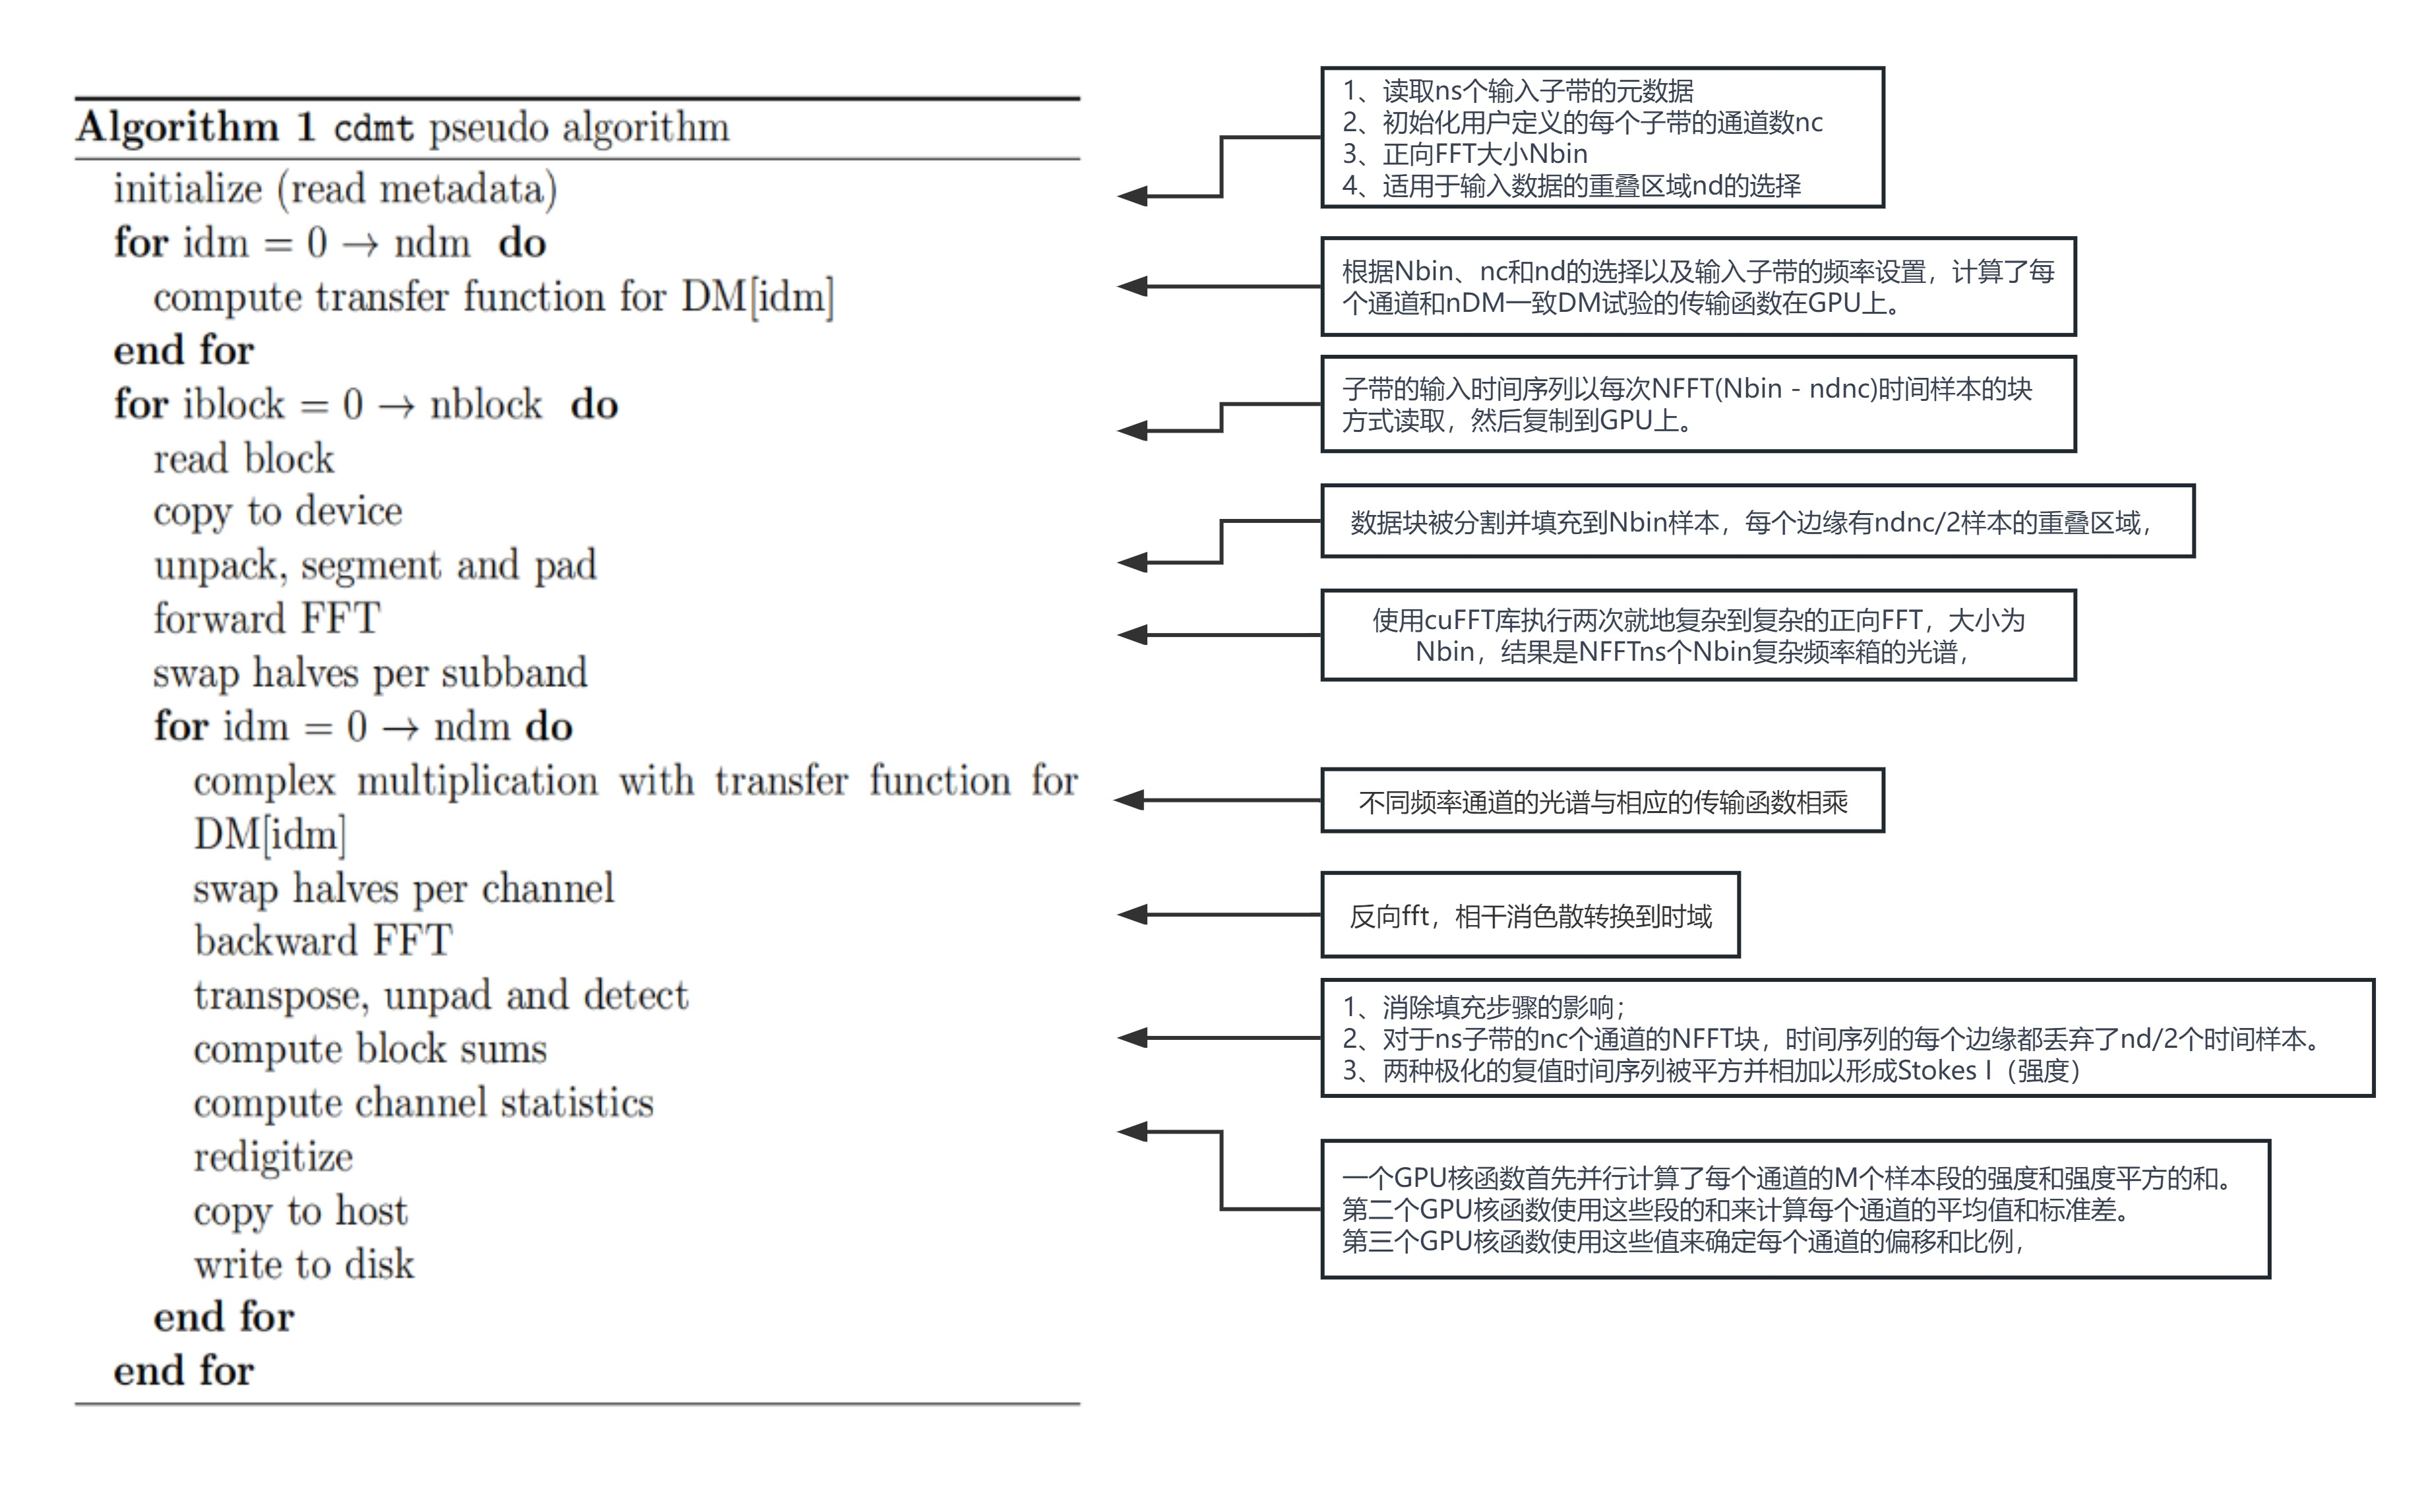 Algorithm 1 cdmt pseudo algorithm
initialize (read metadata)
for idm = 0 → ndm do
compute transfer function for DM[idm]
end for
for iblock = 0 → nblock do
read block
copy to device
unpack, segment and pad
forward FFT
swap halves per subband
for idm = 0 → ndm do
complex multiplication with transfer function for
DM[idm]
swap halves per channel
backward FFT
transpose, unpad and detect
compute block sums
compute channel statistics
redigitize
copy to host
write to disk
end for
end for
1、读取ns个输入子带的元数据
2、初始化用户定义的每个子带的通道数nc
3、正向FFT大小Nbin
4、适用于输入数据的重叠区域nd的选择
根据Nbin、nc和nd的选择以及输入子带的频率设置，计算了每
个通道和nDM一致DM试验的传输函数在GPU上。
子带的输入时间序列以每次NFFT(Nbin - ndnc)时间样本的块
方式读取，然后复制到GPU上。
数据块被分割并填充到Nbin样本，每个边缘有ndnc/2样本的重叠区域，
使用cuFFT库执行两次就地复杂到复杂的正向FFT，大小为
Nbin，结果是NFFTns个Nbin复杂频率箱的光谱，
不同频率通道的光谱与相应的传输函数相乘
反向fft，相干消色散转换到时域
1、消除填充步骤的影响；
2、对于ns子带的nc个通道的NFFT块，时间序列的每个边缘都丢弃了nd/2个时间样本。
3、两种极化的复值时间序列被平方并相加以形成Stokes I（强度）
一个GPU核函数首先并行计算了每个通道的M个样本段的强度和强度平方的和。
第二个GPU核函数使用这些段的和来计算每个通道的平均值和标准差。
第三个GPU核函数使用这些值来确定每个通道的偏移和比例，